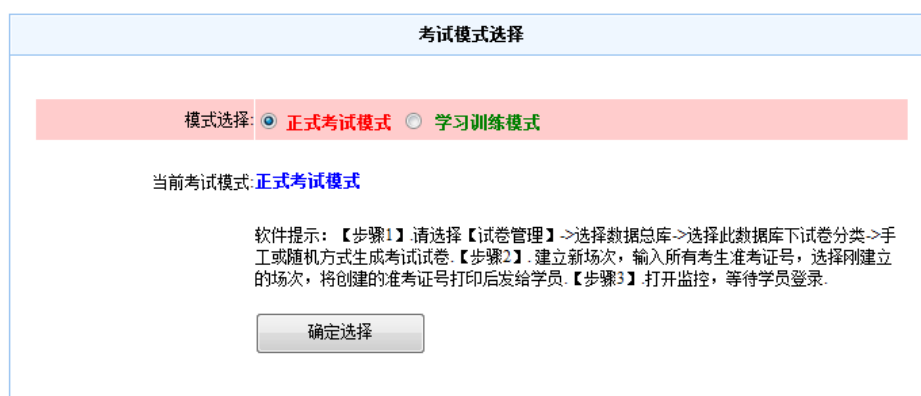 考试模式选择
模式选择: 正式考试模式 学习训练模式
当前考试模式:正式考试模式
软件提示：【步骤1】.请选择【试卷管理】->选择数据总库->选择此数据库下试卷分类->手
工或随机方式生成考试试卷.【步骤2】. 建立新场次，输入所有考生准考证号，选择刚建立
的场次，将创建的准考证号打印后发给学员.【步骤3】.打开监控，等待学员登录.
确定选择